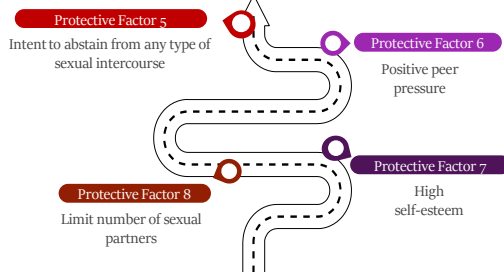 Protective Factor 5
Intent to abstain from any type of
sexual intercourse
Protective Factor 6
Positive peer
pressure
Protective Factor 7
High
self-esteem
Protective Factor 8
Limit number of sexual
partners